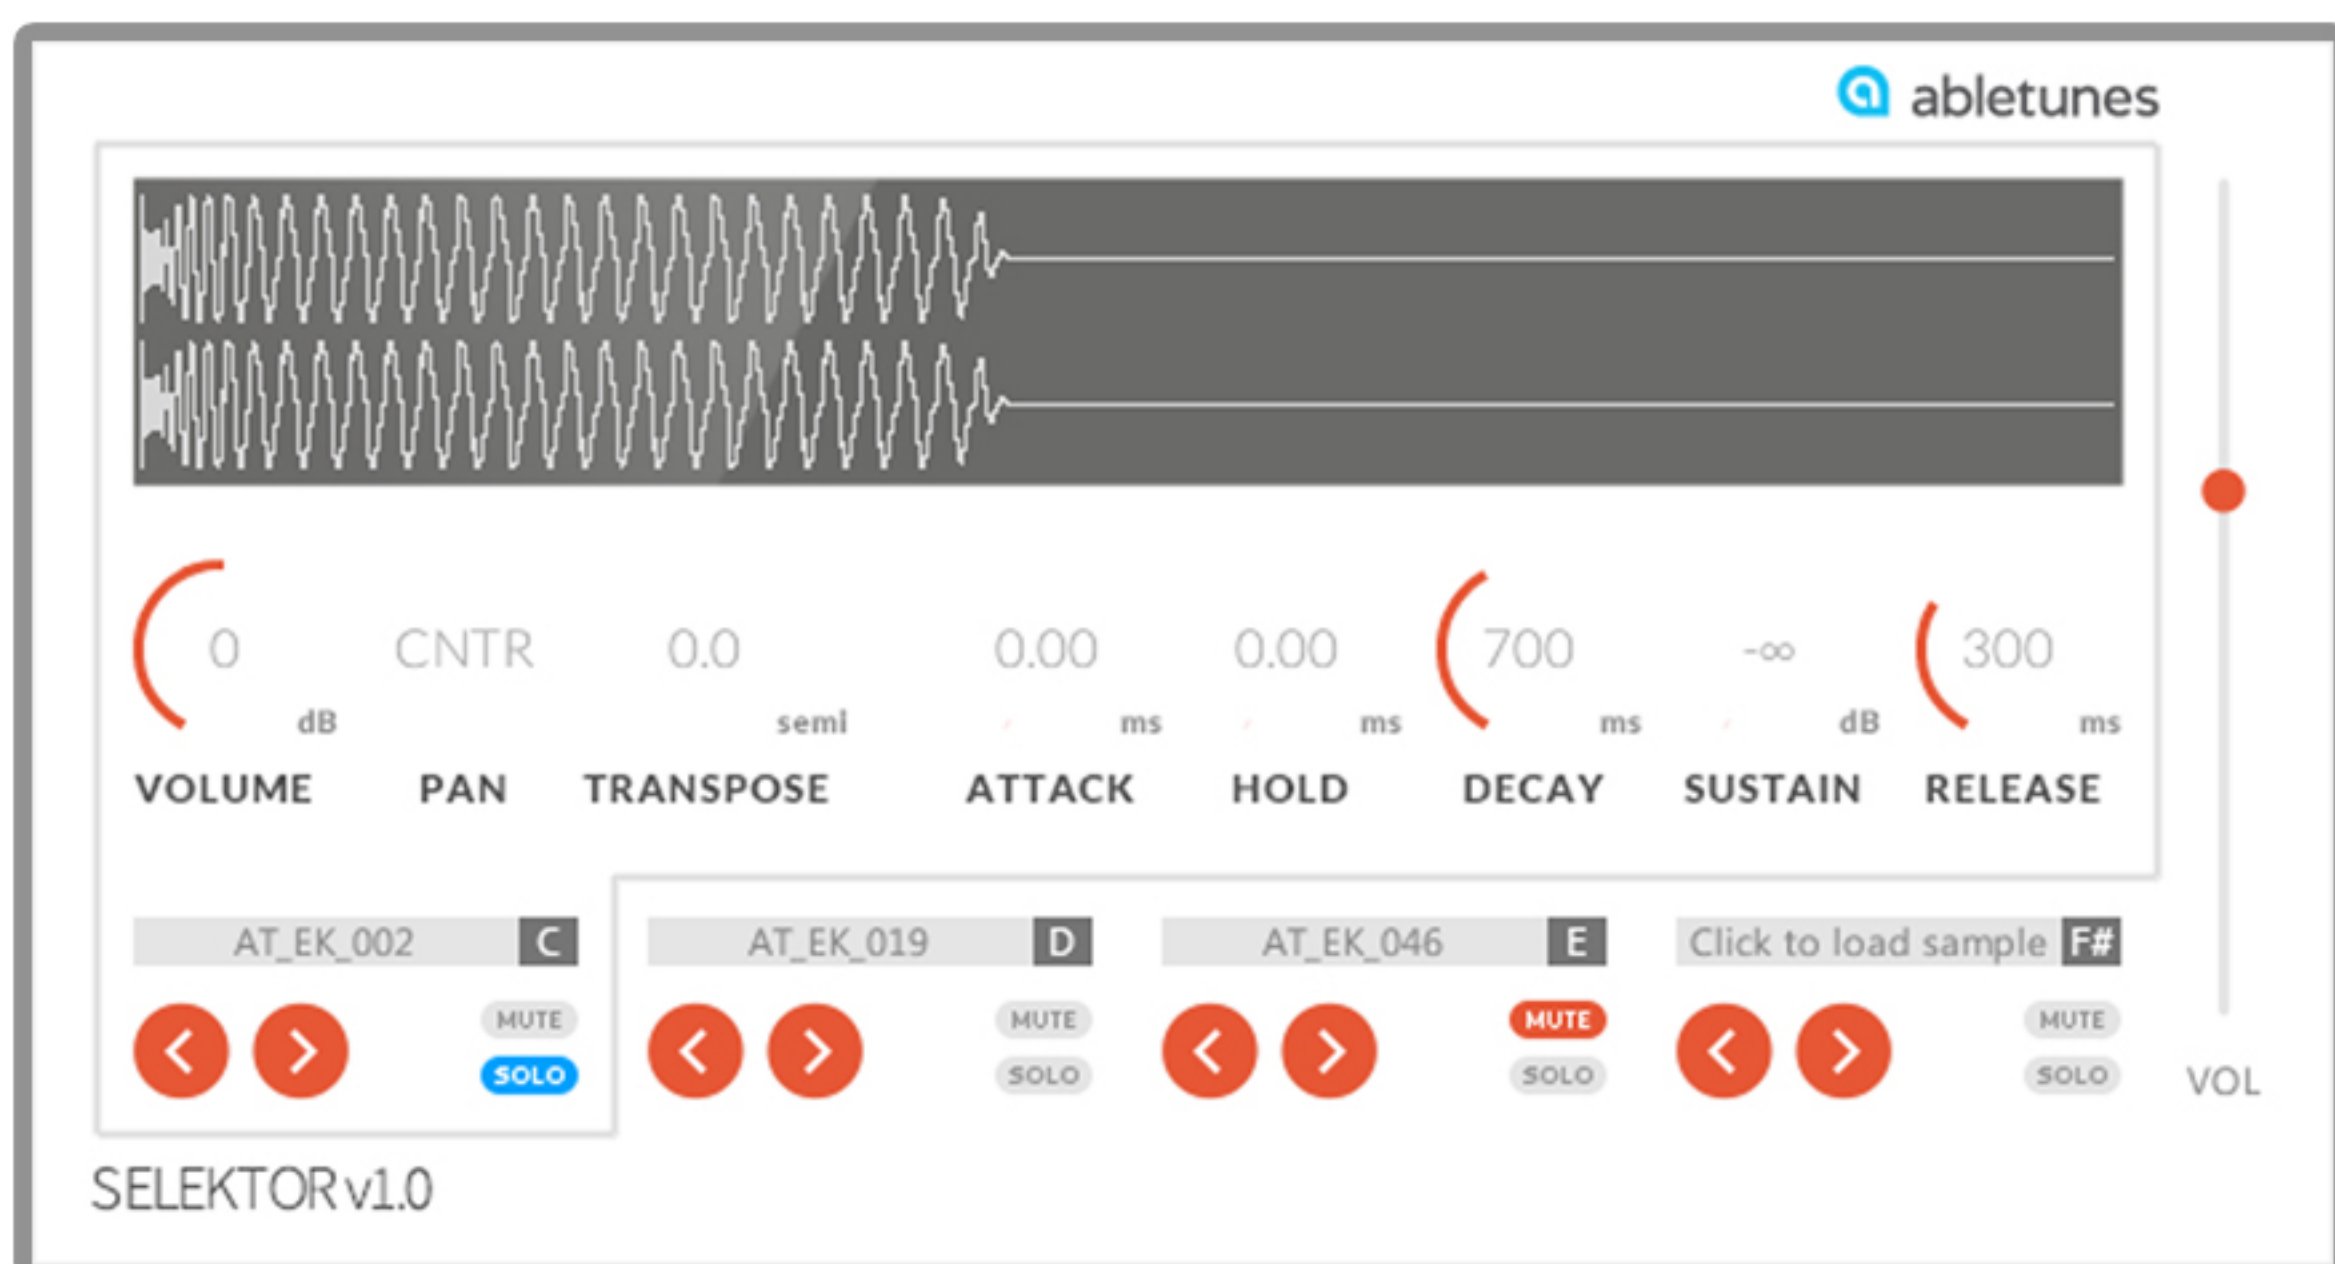 abletunes
0 CNTR 0.0 0.00 0.00 700 -∞ 300
dB semi ms ms ms dB ms
VOLUME PAN TRANSPOSE ATTACK HOLD DECAY SUSTAIN RELEASE
AT_EK_002 C AT_EK_019 D AT_EK_046 E Click to load sample F#
MUTE MUTE MUTE MUTE
SOLO SOLO SOLO SOLO VOL
SELEKTOR v1.0